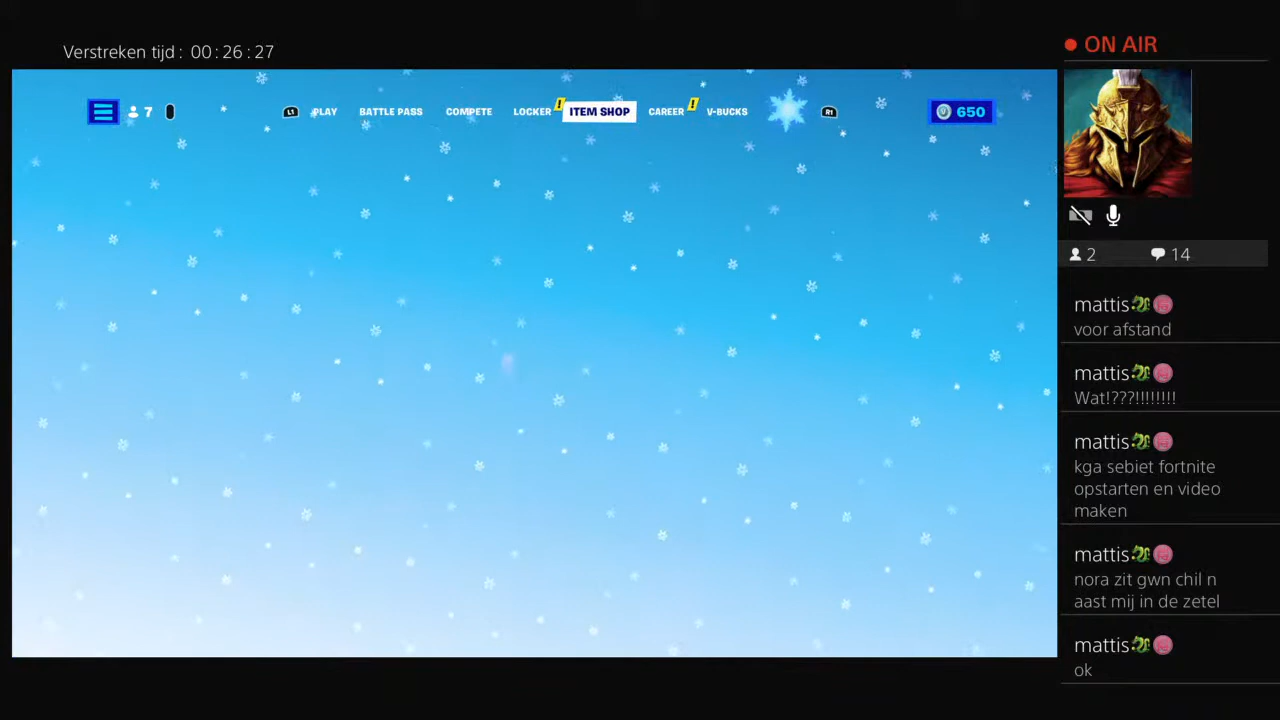 Verstreken tijd : 00 : 26 : 27
ON AIR
7 L1 PLAY BATTLE PASS COMPETE LOCKER ! ITEM SHOP CAREER ! V-BUCKS R1 650
2 14
mattis
voor afstand
mattis
Wat!???!!!!!!!!
mattis
kga sebiet fortnite
opstarten en video
maken
mattis
nora zit gwn chil n
aast mij in de zetel
mattis
ok